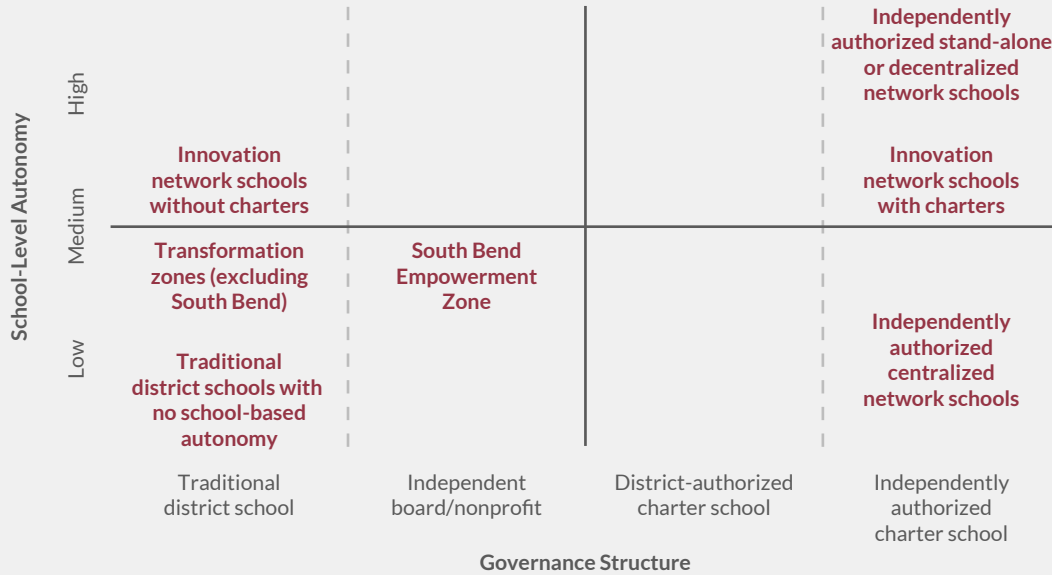 School-Level Autonomy
High
Medium
Low
Independently
authorized stand-alone
or decentralized
network schools
Innovation
network schools
without charters
Innovation
network schools
with charters
Transformation
zones (excluding
South Bend)
South Bend
Empowerment
Zone
Independently
authorized
centralized
network schools
Traditional
district schools with
no school-based
autonomy
Traditional
district school
Independent
board/nonprofit
District-authorized
charter school
Independently
authorized
charter school
Governance Structure